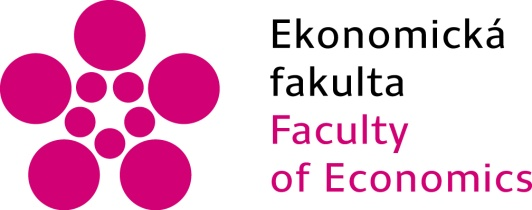 Ekonomická
fakulta
Faculty
of Economics